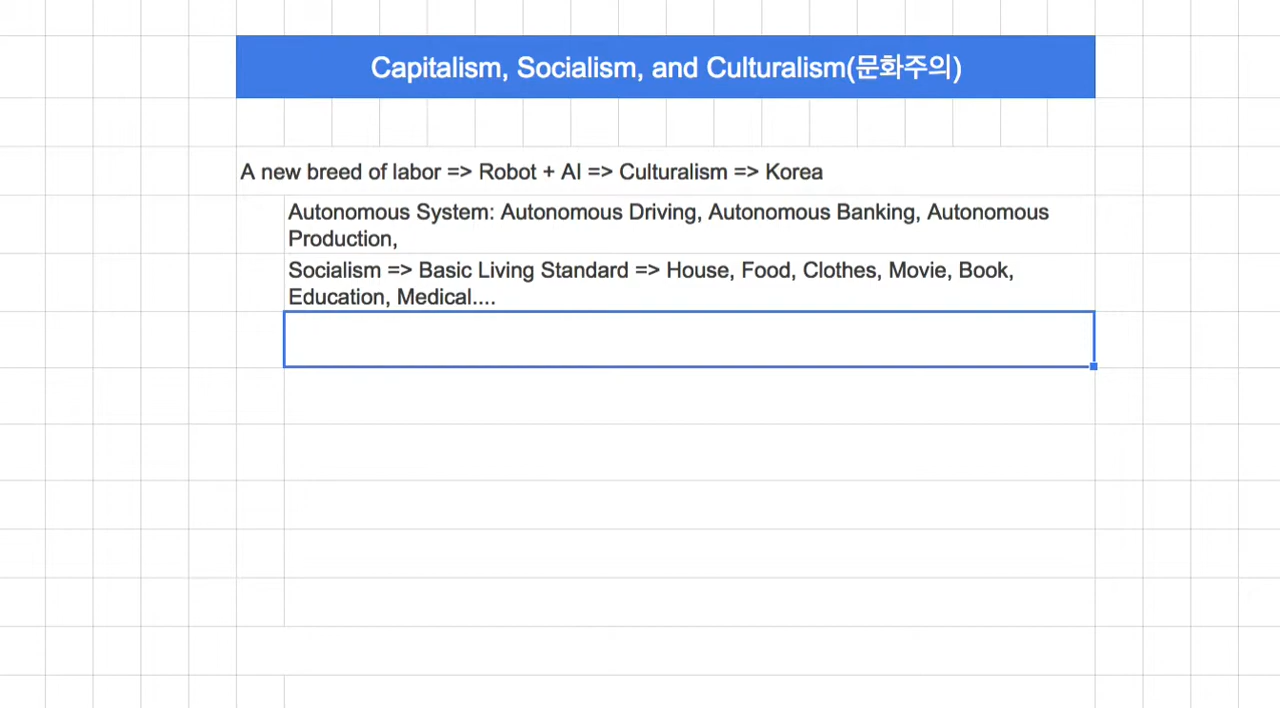 Capitalism, Socialism, and Culturalism(문화주의)
A new breed of labor => Robot + AI => Culturalism => Korea
Autonomous System: Autonomous Driving, Autonomous Banking, Autonomous
Production,
Socialism => Basic Living Standard => House, Food, Clothes, Movie, Book,
Education, Medical....